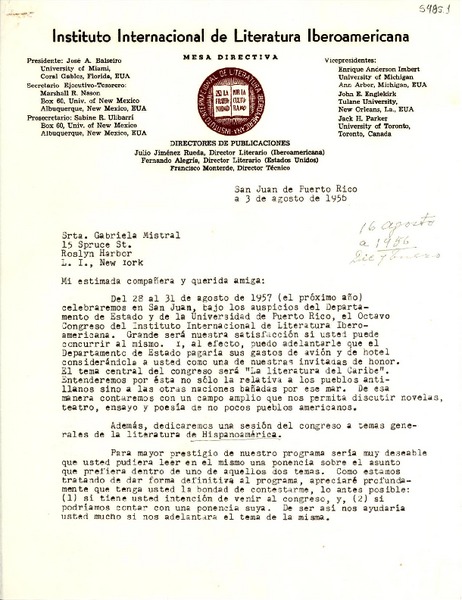 5985.1
Instituto Internacional de Literatura Iberoamericana
MESA DIRECTIVA
Presidente: José A. Balseiro
University of Miami,
Coral Gables, Florida, EUA
Secretario Ejecutivo-Tesorero:
Marshall R. Nason
Box 60, Univ. of New Mexico
Albuquerque, New Mexico, EUA
Prosecretario: Sabine R. Ulibarri
Box 60, Univ. of New Mexico
Albuquerque, New Mexico, EUA
Vicepresidentes:
Enrique Anderson Imbert
University of Michigan
Ann Arbor, Michigan, EUA
John E. Englekirk
Tulane University,
New Orleans, La., EUA
Jack H. Parker
University of Toronto,
Toronto, Canada
DIRECTORES DE PUBLICACIONES
Julio Jiménez Rueda, Director Literario (Iberoamericana)
Fernando Alegría, Director Literario (Estados Unidos)
Francisco Monterde, Director Técnico
San Juan de Puerto Rico
a 3 de agosto de 1956
16 agosto
a 1956.
Srta. Gabriela Mistral
15 Spruce St.
Roslyn Harbor
L. I., New York
Mi estimada compañera y querida amiga:
Del 28 al 31 de agosto de 1957 (el próximo año)
celebraremos en San Juan, bajo los auspicios del Departa-
mento de Estado y de la Universidad de Puerto Rico, el Octavo
Congreso del Instituto Internacional de Literatura Ibero-
americana. Grande será nuestra satisfacción si usted puede
concurrir al mismo. Y, al efecto, puedo adelantarle que el
Departamento de Estado pagaría sus gastos de avión y de hotel
considerándola a usted como una de nuestras invitadas de honor.
El tema central del congreso será "La literatura del Caribe".
Entenderemos por ésta no sólo la relativa a los pueblos anti-
llanos sino a las otras naciones bañadas por ese mar. De esa
manera contaremos con un campo amplio que nos permita discutir novelas,
teatro, ensayo y poesía de no pocos pueblos americanos.
Además, dedicaremos una sesión del congreso a temas gene-
rales de la literatura de Hispanoamérica.
Para mayor prestigio de nuestro programa sería muy deseable
que usted pudiera leer en el mismo una ponencia sobre el asunto
que prefiera dentro de uno de aquellos dos temas. Como estamos
tratando de dar forma definitiva al programa, apreciaré profunda-
mente que tenga usted la bondad de contestarme, lo antes posible:
(1) si tiene usted intención de venir al congreso, y, (2) si
podríamos contar con una ponencia suya. De ser así nos ayudaría
usted mucho si nos adelantara el tema de la misma.